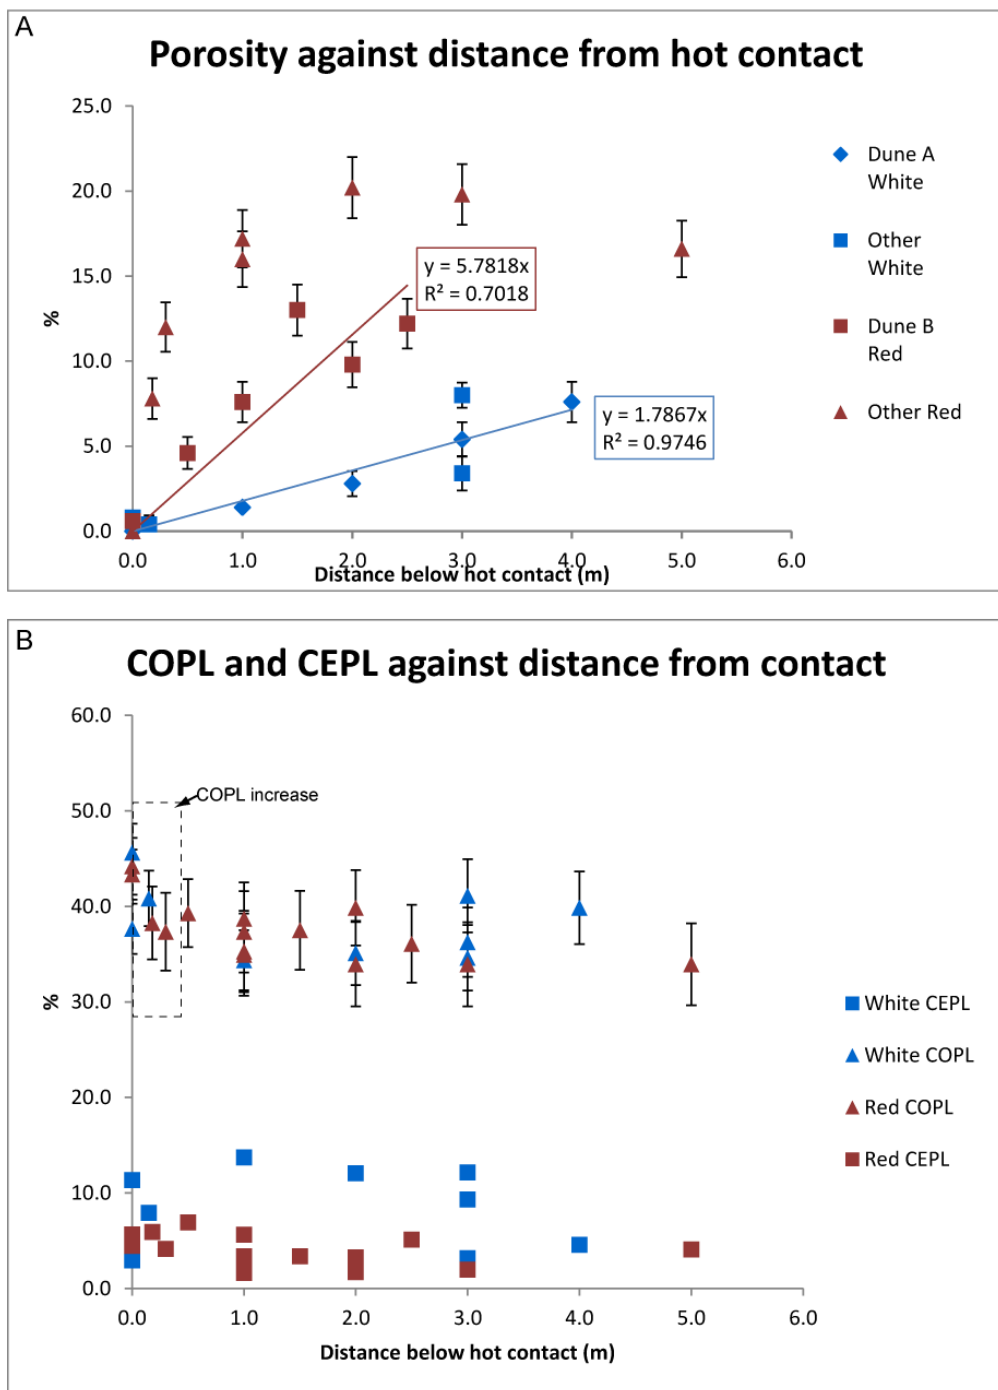 A
Porosity against distance from hot contact
25.0
20.0
15.0
10.0
5.0
0.0
%
y = 5.7818x
R² = 0.7018
y = 1.7867x
R² = 0.9746
Dune A
White
Other
White
Dune B
Red
Other Red
0.0 1.0 2.0 3.0 4.0 5.0 6.0
Distance below hot contact (m)
B
COPL and CEPL against distance from contact
60.0
50.0
40.0
30.0
20.0
10.0
0.0
%
COPL increase
White CEPL
White COPL
Red COPL
Red CEPL
0.0 1.0 2.0 3.0 4.0 5.0 6.0
Distance below hot contact (m)